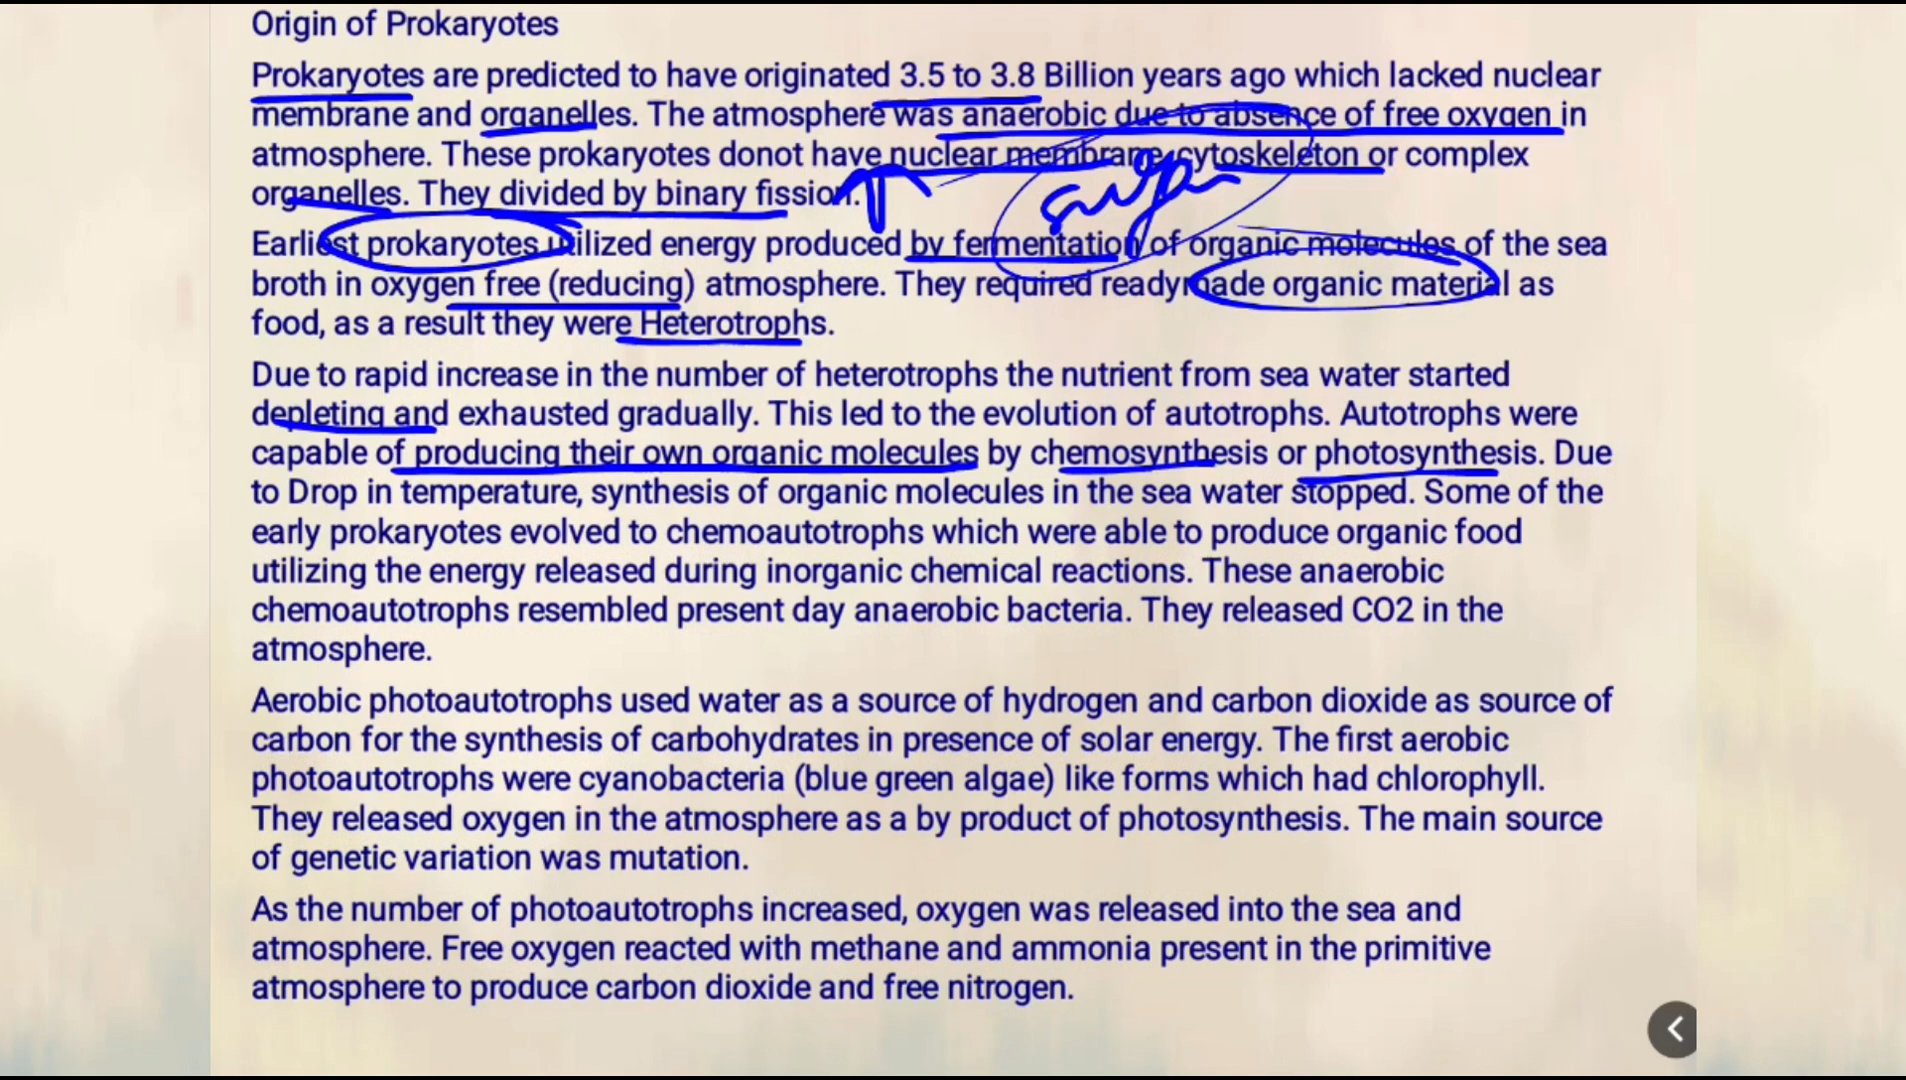 Origin of Prokaryotes
Prokaryotes are predicted to have originated 3.5 to 3.8 Billion years ago which lacked nuclear
membrane and organelles. The atmosphere was anaerobic due to absence of free oxygen in
atmosphere. These prokaryotes donot have nuclear membrane, cytoskeleton or complex
organelles. They divided by binary fission.
sugar
Earliest prokaryotes utilized energy produced by fermentation of organic molecules of the sea
broth in oxygen free (reducing) atmosphere. They required readymade organic material as
food, as a result they were Heterotrophs.
Due to rapid increase in the number of heterotrophs the nutrient from sea water started
depleting and exhausted gradually. This led to the evolution of autotrophs. Autotrophs were
capable of producing their own organic molecules by chemosynthesis or photosynthesis. Due
to Drop in temperature, synthesis of organic molecules in the sea water stopped. Some of the
early prokaryotes evolved to chemoautotrophs which were able to produce organic food
utilizing the energy released during inorganic chemical reactions. These anaerobic
chemoautotrophs resembled present day anaerobic bacteria. They released CO2 in the
atmosphere.
Aerobic photoautotrophs used water as a source of hydrogen and carbon dioxide as source of
carbon for the synthesis of carbohydrates in presence of solar energy. The first aerobic
photoautotrophs were cyanobacteria (blue green algae) like forms which had chlorophyll.
They released oxygen in the atmosphere as a by product of photosynthesis. The main source
of genetic variation was mutation.
As the number of photoautotrophs increased, oxygen was released into the sea and
atmosphere. Free oxygen reacted with methane and ammonia present in the primitive
atmosphere to produce carbon dioxide and free nitrogen.